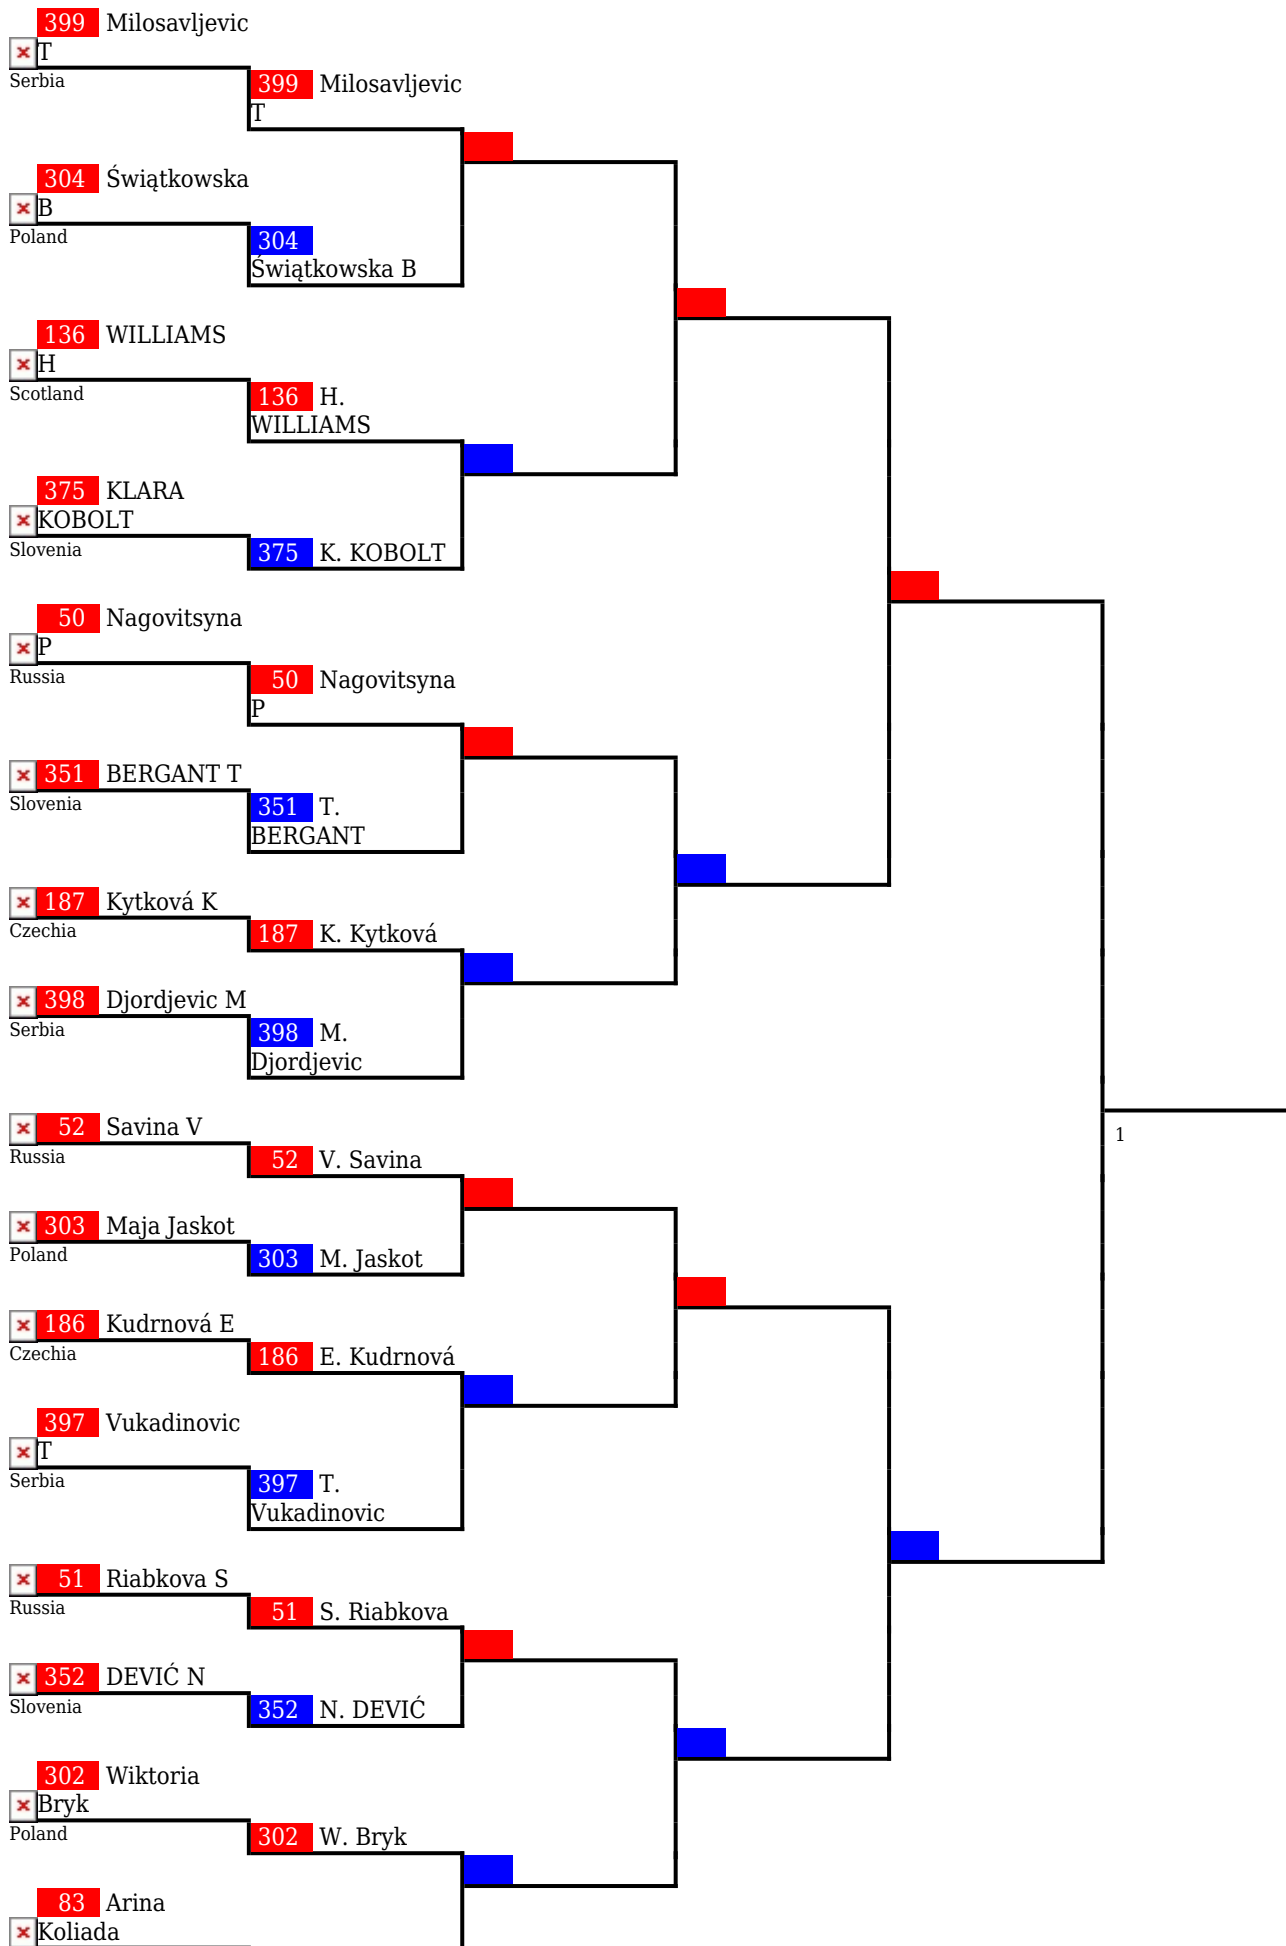 399 Milosavljevic
T
Serbia
399 Milosavljevic
T
304 Świątkowska
B
Poland
304
Świątkowska B
136 WILLIAMS
H
Scotland
136 H.
WILLIAMS
375 KLARA
KOBOLT
Slovenia
375 K. KOBOLT
50 Nagovitsyna
P
Russia
50 Nagovitsyna
P
351 BERGANT T
Slovenia
351 T.
BERGANT
187 Kytková K
Czechia
187 K. Kytková
398 Djordjevic M
Serbia
398 M.
Djordjevic
52 Savina V
Russia
52 V. Savina
1
303 Maja Jaskot
Poland
303 M. Jaskot
186 Kudrnová E
Czechia
186 E. Kudrnová
397 Vukadinovic
T
Serbia
397 T.
Vukadinovic
51 Riabkova S
Russia
51 S. Riabkova
352 DEVIĆ N
Slovenia
352 N. DEVIĆ
302 Wiktoria
Bryk
Poland
302 W. Bryk
83 Arina
Koliada